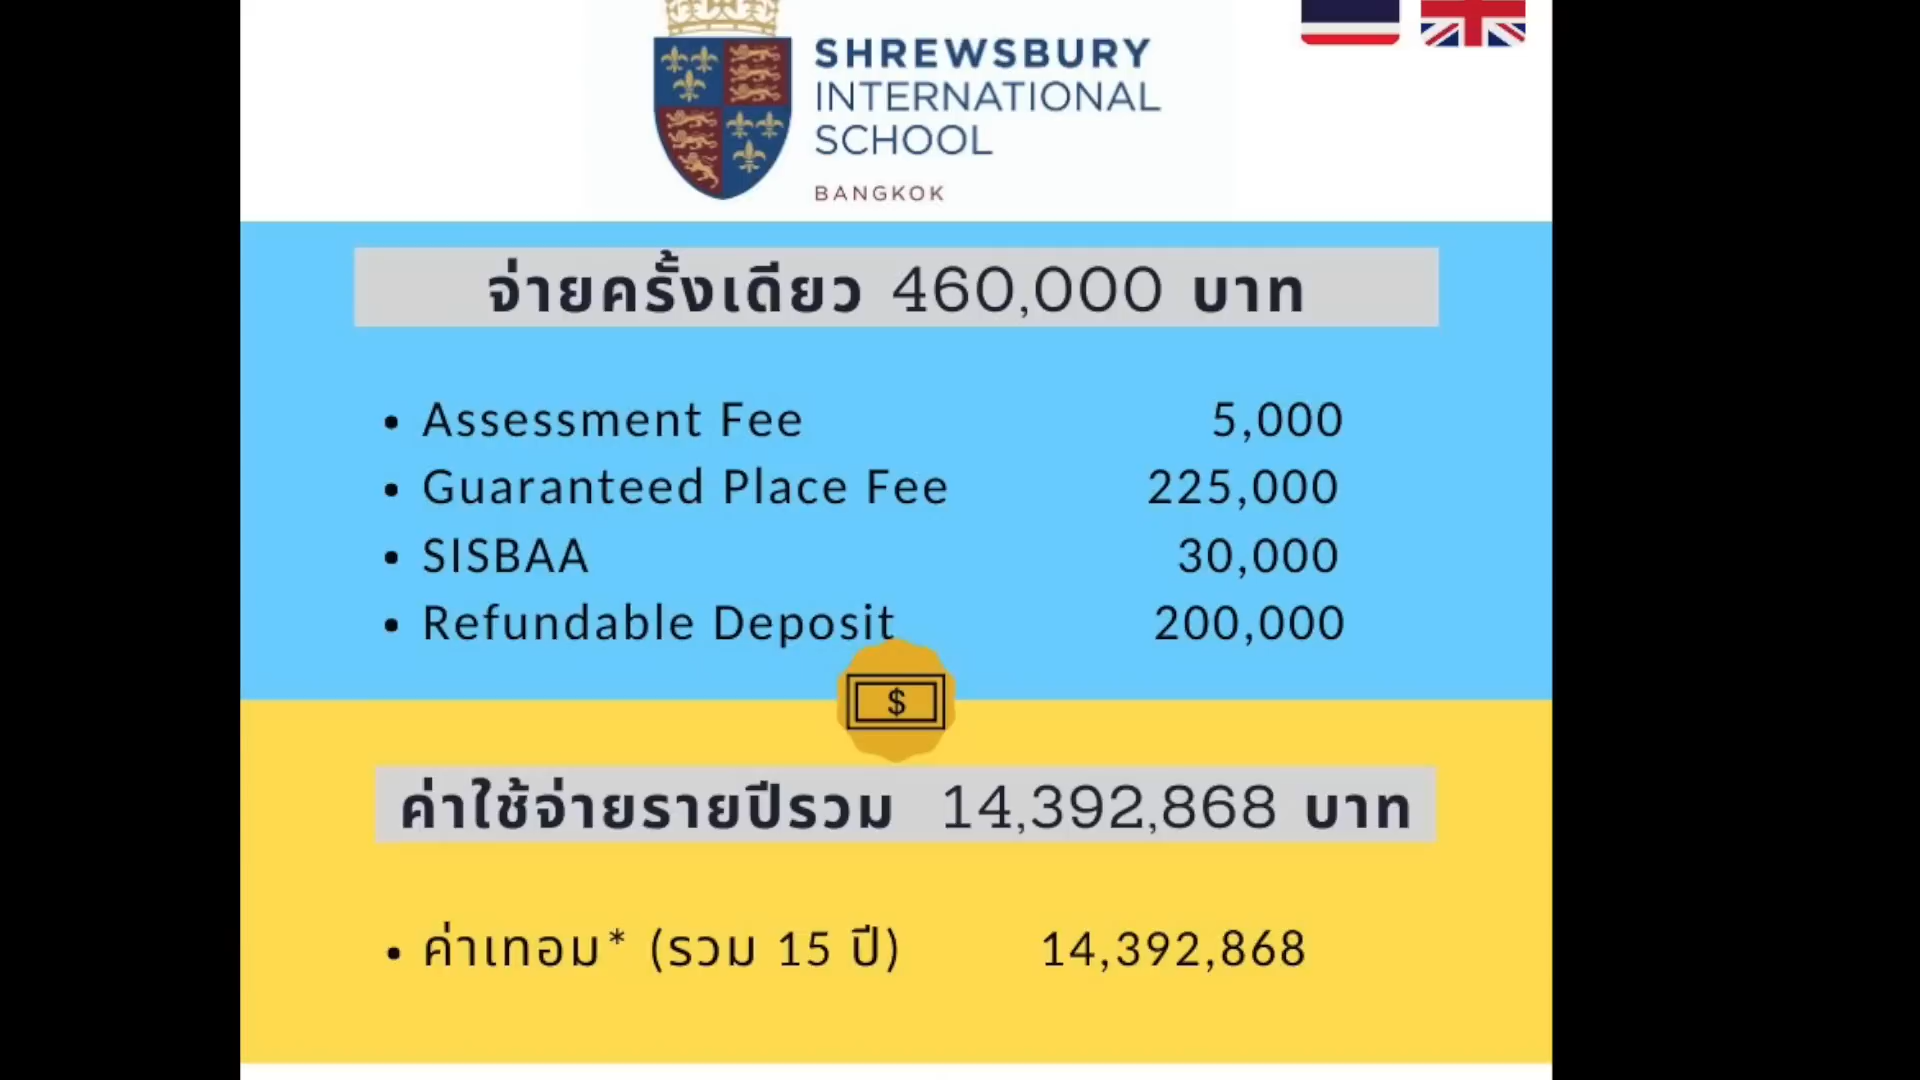 SHREWSBURY
INTERNATIONAL
SCHOOL
BANGKOK
จ่ายครั้งเดียว 460,000 บาท
• Assessment Fee 5,000
• Guaranteed Place Fee 225,000
• SISBAA 30,000
• Refundable Deposit 200,000
$
ค่าใช้จ่ายรายปีรวม 14,392,868 บาท
• ค่าเทอม* (รวม 15 ปี) 14,392,868